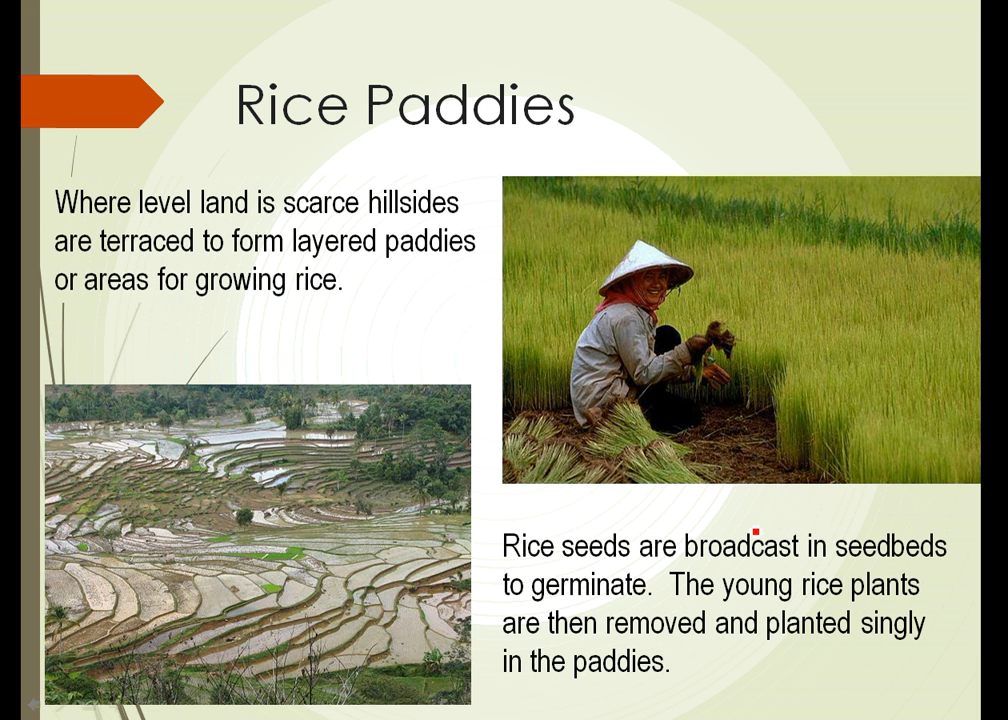 Rice Paddies
Where level land is scarce hillsides
are terraced to form layered paddies
or areas for growing rice.
Rice seeds are broadcast in seedbeds
to germinate.  The young rice plants
are then removed and planted singly
in the paddies.